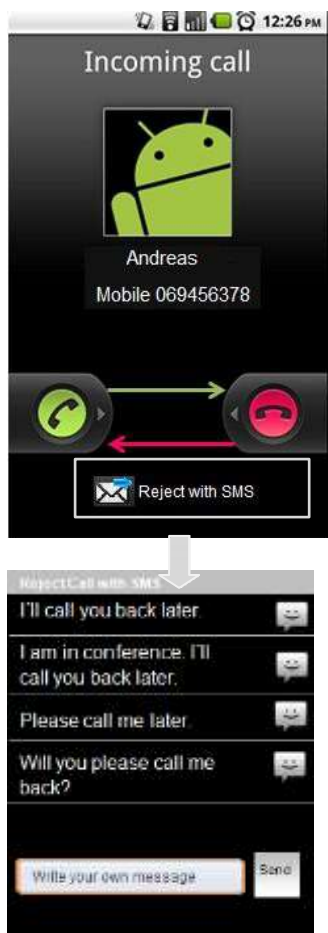 12:26 PM
Incoming call
Andreas
Mobile 069456378
Reject with SMS
Reject Call with SMS
I'll call you back later.
I am in conference. I'll
call you back later.
Please call me later.
Will you please call me
back?
Write your own message
Send